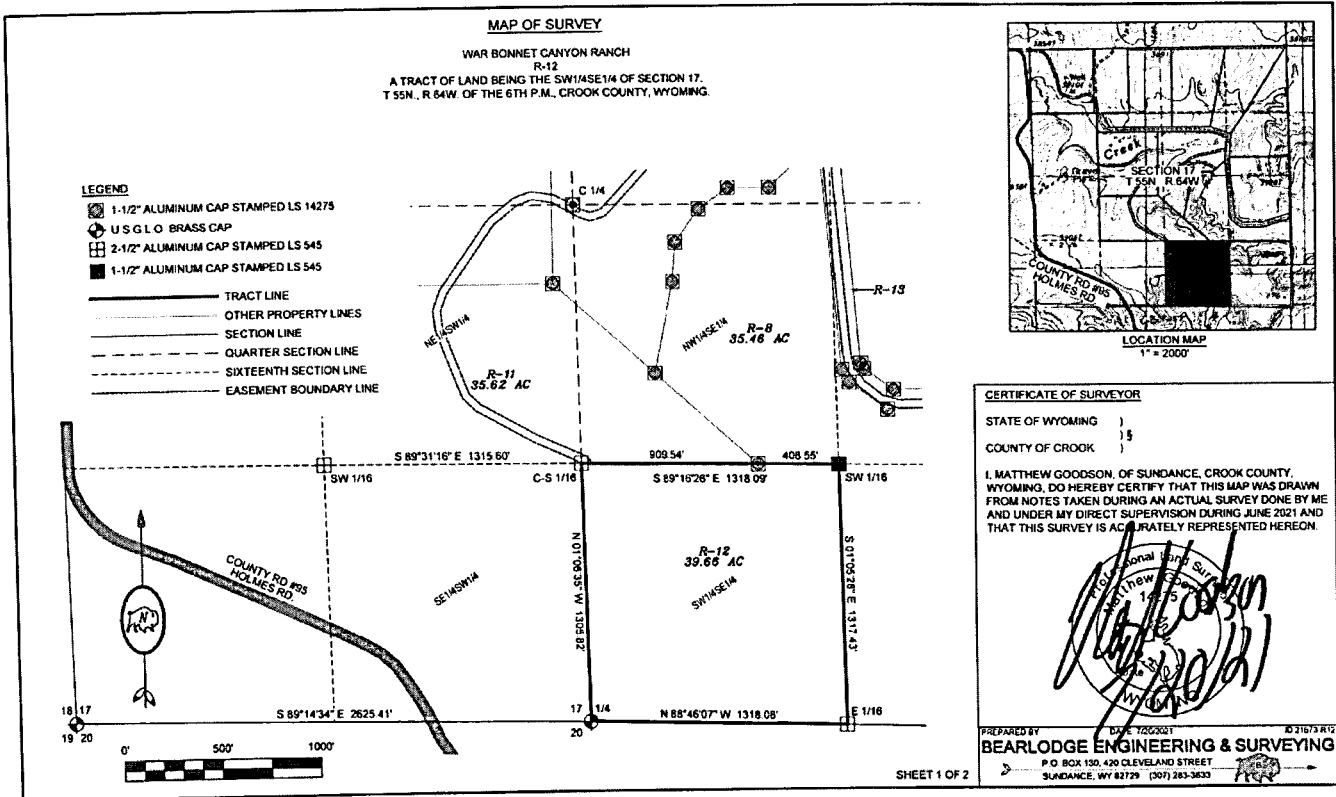 MAP OF SURVEY
WAR BONNET CANYON RANCH
R-12
A TRACT OF LAND BEING THE SW1/4SE1/4 OF SECTION 17.
T 55N., R 64W. OF THE 6TH P.M., CROOK COUNTY, WYOMING.
LEGEND
1-1/2" ALUMINUM CAP STAMPED LS 14275
U S G L O BRASS CAP
2-1/2" ALUMINUM CAP STAMPED LS 545
1-1/2" ALUMINUM CAP STAMPED LS 545
TRACT LINE
OTHER PROPERTY LINES
SECTION LINE
QUARTER SECTION LINE
SIXTEENTH SECTION LINE
EASEMENT BOUNDARY LINE
C 1/4
R-13
NE1/4SW1/4
NW1/4SE1/4
R-8
35.46 AC
R-11
35.62 AC
S 89°31'16" E 1315.60'
909.54'
408.55'
SW 1/16
C-S 1/16
S 89°16'26" E 1318.09'
SW 1/16
N 01°06'35" W 1305.82'
S 01°05'28" E 1317.43'
R-12
39.66 AC
SW1/4SE1/4
SE1/4SW1/4
COUNTY RD #95
HOLMES RD.
N
18 17
19 20
S 89°14'34" E 2625.41'
17 1/4
20
N 88°46'07" W 1318.08'
E 1/16
0' 500' 1000'
SHEET 1 OF 2
Creek
SECTION 17
T 55N R 64W
COUNTY RD #95
HOLMES RD
LOCATION MAP
1" = 2000'
CERTIFICATE OF SURVEYOR
STATE OF WYOMING )
) §
COUNTY OF CROOK )
I, MATTHEW GOODSON, OF SUNDANCE, CROOK COUNTY,
WYOMING, DO HEREBY CERTIFY THAT THIS MAP WAS DRAWN
FROM NOTES TAKEN DURING AN ACTUAL SURVEY DONE BY ME
AND UNDER MY DIRECT SUPERVISION DURING JUNE 2021 AND
THAT THIS SURVEY IS ACCURATELY REPRESENTED HEREON.
Professional Land
Matthew
WYOMING
PREPARED BY DATE 7/20/2021 ID 21673 R12
BEARLODGE ENGINEERING & SURVEYING
P.O. BOX 130, 420 CLEVELAND STREET
SUNDANCE, WY 82729 (307) 283-3633